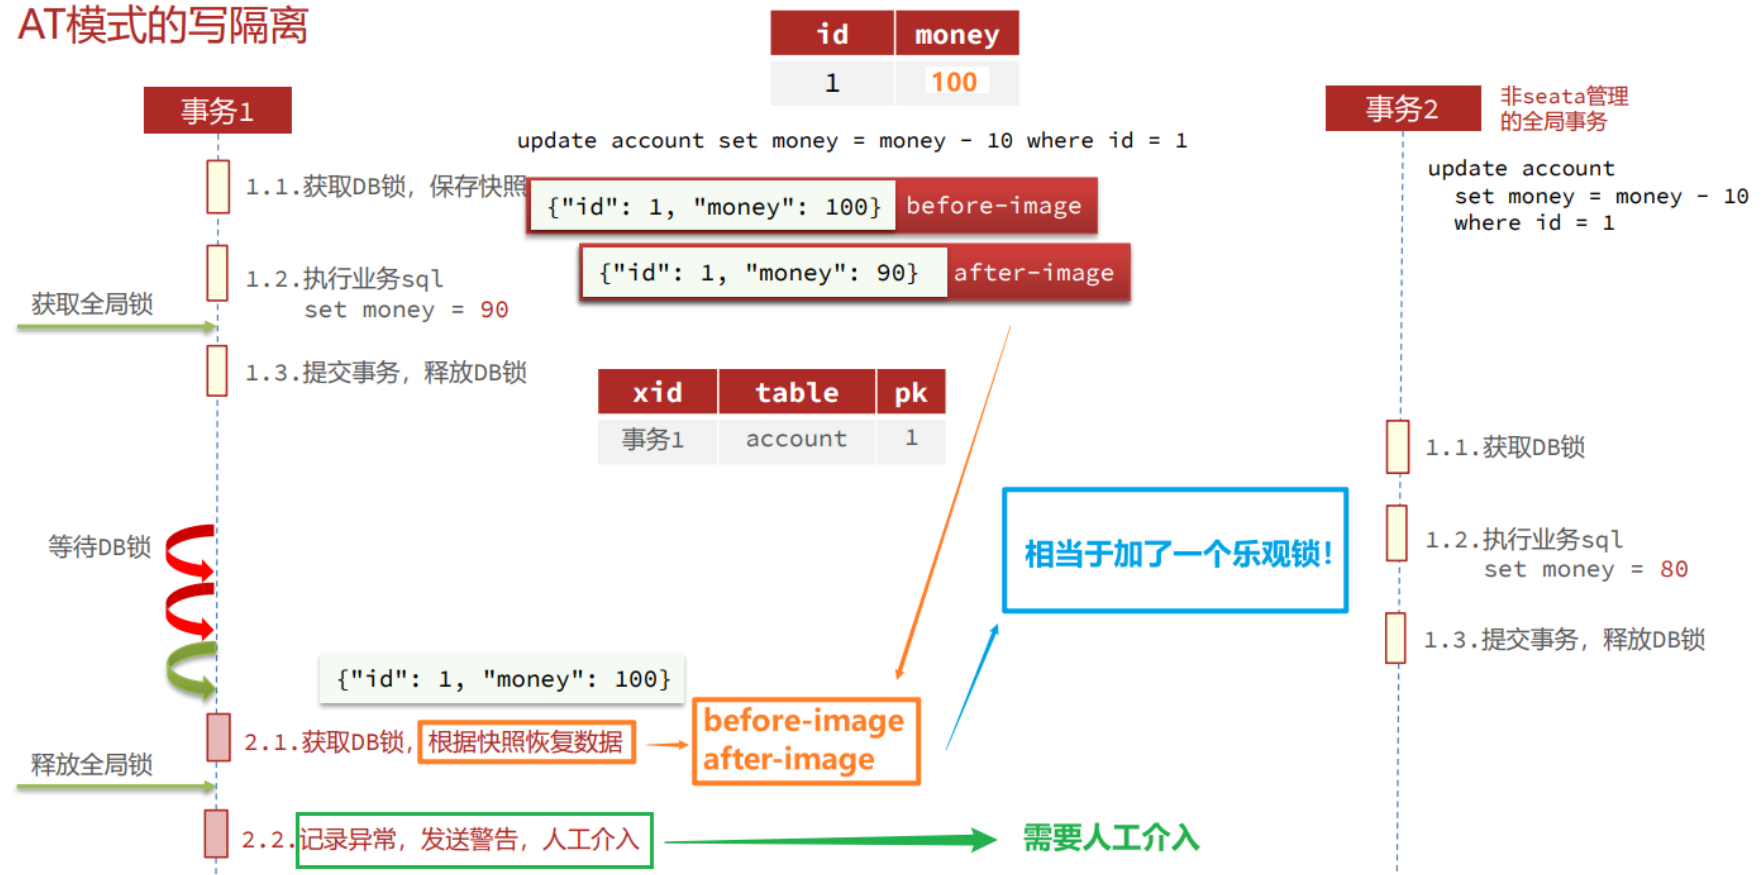 AT模式的写隔离
id money
1 100
事务1
事务2
非seata管理
的全局事务
update account set money = money - 10 where id = 1
update account
set money = money - 10
where id = 1
1.1.获取DB锁，保存快照
{"id": 1, "money": 100} before-image
{"id": 1, "money": 90} after-image
1.2.执行业务sql
set money = 90
获取全局锁
1.3.提交事务，释放DB锁
xid table pk
事务1 account 1
1.1.获取DB锁
等待DB锁
相当于加了一个乐观锁！
1.2.执行业务sql
set money = 80
1.3.提交事务，释放DB锁
{"id": 1, "money": 100}
2.1.获取DB锁，根据快照恢复数据
before-image
after-image
释放全局锁
2.2.记录异常，发送警告，人工介入
需要人工介入